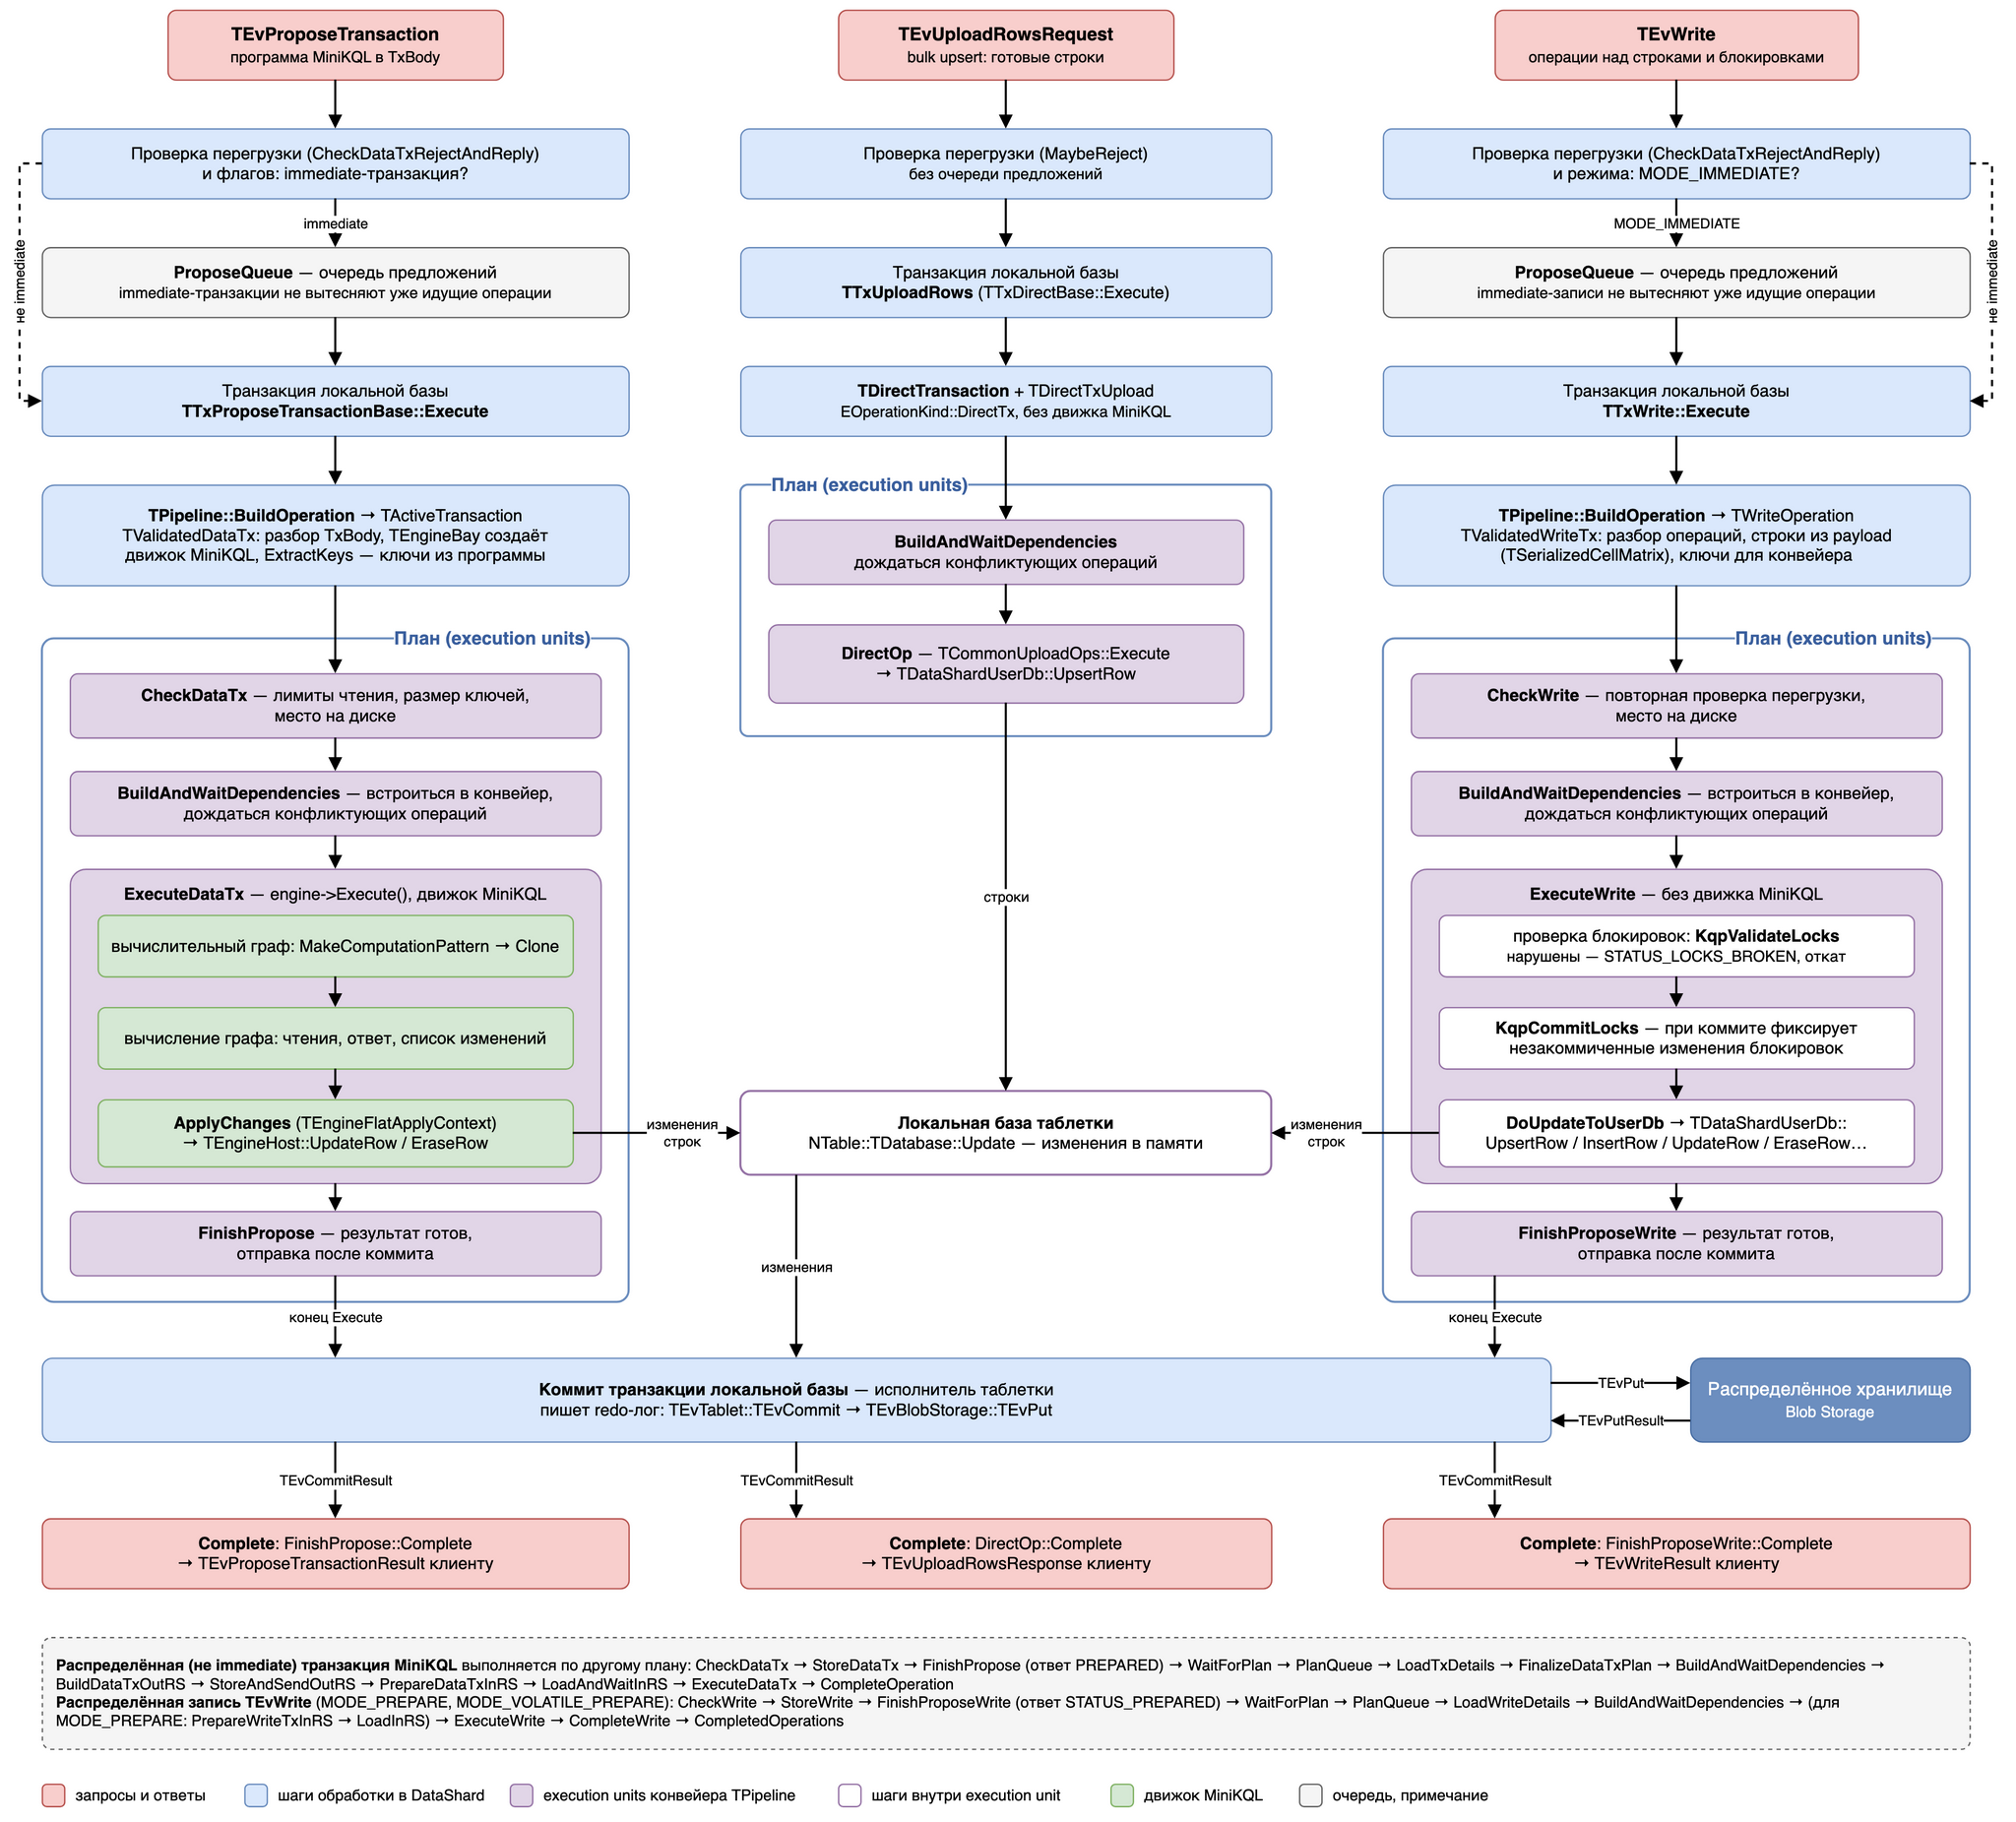 TEvProposeTransaction
программа MiniKQL в TxBody
TEvUploadRowsRequest
bulk upsert: готовые строки
TEvWrite
операции над строками и блокировками
Проверка перегрузки (CheckDataTxRejectAndReply)
и флагов: immediate-транзакция?
Проверка перегрузки (MaybeReject)
без очереди предложений
Проверка перегрузки (CheckDataTxRejectAndReply)
и режима: MODE_IMMEDIATE?
immediate
MODE_IMMEDIATE
не immediate
не immediate
ProposeQueue — очередь предложений
immediate-транзакции не вытесняют уже идущие операции
Транзакция локальной базы
TTxUploadRows (TTxDirectBase::Execute)
ProposeQueue — очередь предложений
immediate-записи не вытесняют уже идущие операции
Транзакция локальной базы
TTxProposeTransactionBase::Execute
TDirectTransaction + TDirectTxUpload
EOperationKind::DirectTx, без движка MiniKQL
Транзакция локальной базы
TTxWrite::Execute
TPipeline::BuildOperation → TActiveTransaction
TValidatedDataTx: разбор TxBody, TEngineBay создаёт
движок MiniKQL, ExtractKeys — ключи из программы
План (execution units)
BuildAndWaitDependencies
дождаться конфликтующих операций
DirectOp — TCommonUploadOps::Execute
→ TDataShardUserDb::UpsertRow
TPipeline::BuildOperation → TWriteOperation
TValidatedWriteTx: разбор операций, строки из payload
(TSerializedCellMatrix), ключи для конвейера
План (execution units)
CheckDataTx — лимиты чтения, размер ключей,
место на диске
BuildAndWaitDependencies — встроиться в конвейер,
дождаться конфликтующих операций
ExecuteDataTx — engine->Execute(), движок MiniKQL
вычислительный граф: MakeComputationPattern → Clone
вычисление графа: чтения, ответ, список изменений
ApplyChanges (TEngineFlatApplyContext)
→ TEngineHost::UpdateRow / EraseRow
FinishPropose — результат готов,
отправка после коммита
строки
изменения
строк
Локальная база таблетки
NTable::TDatabase::Update — изменения в памяти
изменения
строк
изменения
План (execution units)
CheckWrite — повторная проверка перегрузки,
место на диске
BuildAndWaitDependencies — встроиться в конвейер,
дождаться конфликтующих операций
ExecuteWrite — без движка MiniKQL
проверка блокировок: KqpValidateLocks
нарушены — STATUS_LOCKS_BROKEN, откат
KqpCommitLocks — при коммите фиксирует
незакоммиченные изменения блокировок
DoUpdateToUserDb → TDataShardUserDb::
UpsertRow / InsertRow / UpdateRow / EraseRow…
FinishProposeWrite — результат готов,
отправка после коммита
конец Execute
конец Execute
Коммит транзакции локальной базы — исполнитель таблетки
пишет redo-лог: TEvTablet::TEvCommit → TEvBlobStorage::TEvPut
TEvPut
TEvPutResult
Распределённое хранилище
Blob Storage
TEvCommitResult
TEvCommitResult
TEvCommitResult
Complete: FinishPropose::Complete
→ TEvProposeTransactionResult клиенту
Complete: DirectOp::Complete
→ TEvUploadRowsResponse клиенту
Complete: FinishProposeWrite::Complete
→ TEvWriteResult клиенту
Распределённая (не immediate) транзакция MiniKQL выполняется по другому плану: CheckDataTx → StoreDataTx → FinishPropose (ответ PREPARED) → WaitForPlan → PlanQueue → LoadTxDetails → FinalizeDataTxPlan → BuildAndWaitDependencies →
BuildDataTxOutRS → StoreAndSendOutRS → PrepareDataTxInRS → LoadAndWaitInRS → ExecuteDataTx → CompleteOperation
Распределённая запись TEvWrite (MODE_PREPARE, MODE_VOLATILE_PREPARE): CheckWrite → StoreWrite → FinishProposeWrite (ответ STATUS_PREPARED) → WaitForPlan → PlanQueue → LoadWriteDetails → BuildAndWaitDependencies → (для
MODE_PREPARE: PrepareWriteTxInRS → LoadInRS) → ExecuteWrite → CompleteWrite → CompletedOperations
запросы и ответы
шаги обработки в DataShard
execution units конвейера TPipeline
шаги внутри execution unit
движок MiniKQL
очередь, примечание